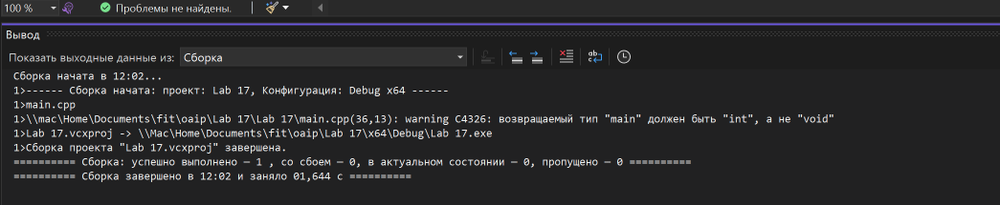 100 %
Проблемы не найдены.
Вывод
Показать выходные данные из: Сборка
Сборка начата в 12:02...
1>------ Сборка начата: проект: Lab 17, Конфигурация: Debug x64 ------
1>main.cpp
1>\\mac\Home\Documents\fit\oaip\Lab 17\Lab 17\main.cpp(36,13): warning C4326: возвращаемый тип "main" должен быть "int", а не "void"
1>Lab 17.vcxproj -> \\Mac\Home\Documents\fit\oaip\Lab 17\x64\Debug\Lab 17.exe
1>Сборка проекта "Lab 17.vcxproj" завершена.
========== Сборка: успешно выполнено — 1 , со сбоем — 0, в актуальном состоянии — 0, пропущено — 0 ==========
========== Сборка завершено в 12:02 и заняло 01,644 с ==========